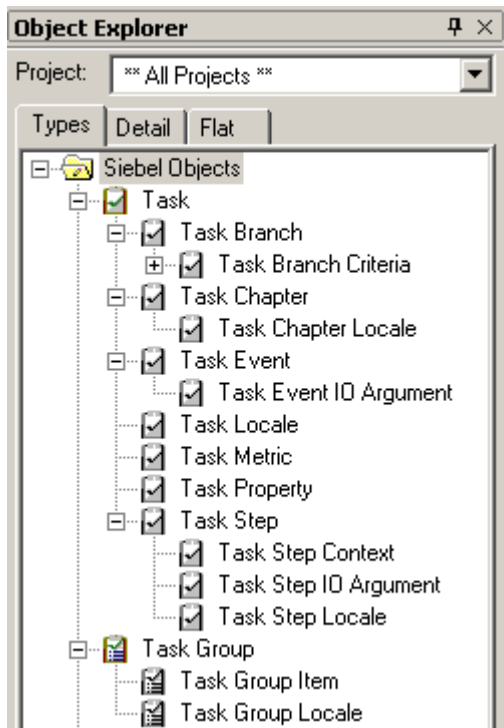 Object Explorer
Project: ** All Projects **
Types Detail Flat
Siebel Objects
Task
Task Branch
Task Branch Criteria
Task Chapter
Task Chapter Locale
Task Event
Task Event IO Argument
Task Locale
Task Metric
Task Property
Task Step
Task Step Context
Task Step IO Argument
Task Step Locale
Task Group
Task Group Item
Task Group Locale